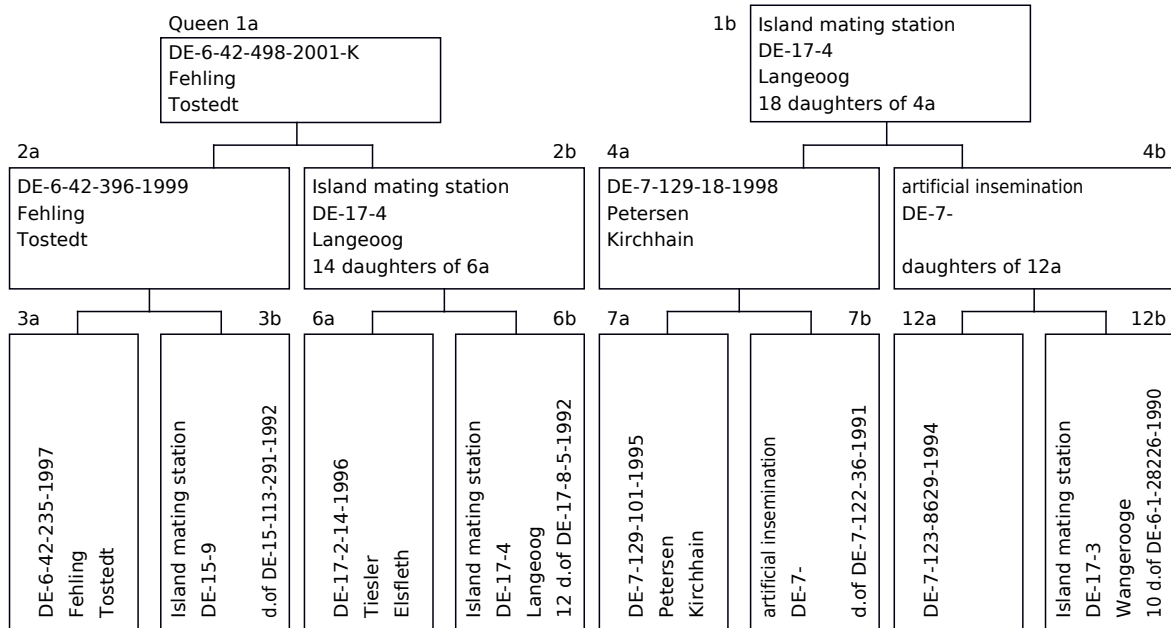 Queen 1a
DE-6-42-498-2001-K
Fehling
Tostedt
1b
Island mating station
DE-17-4
Langeoog
18 daughters of 4a
2a
DE-6-42-396-1999
Fehling
Tostedt
2b
Island mating station
DE-17-4
Langeoog
14 daughters of 6a
4a
DE-7-129-18-1998
Petersen
Kirchhain
4b
artificial insemination
DE-7-
daughters of 12a
3a
DE-6-42-235-1997
Fehling
Tostedt
3b
Island mating station
DE-15-9
d.of DE-15-113-291-1992
6a
DE-17-2-14-1996
Tiesler
Elsfleth
6b
Island mating station
DE-17-4
Langeoog
12 d.of DE-17-8-5-1992
7a
DE-7-129-101-1995
Petersen
Kirchhain
7b
artificial insemination
DE-7-
d.of DE-7-122-36-1991
12a
DE-7-123-8629-1994
12b
Island mating station
DE-17-3
Wangerooge
10 d.of DE-6-1-28226-1990